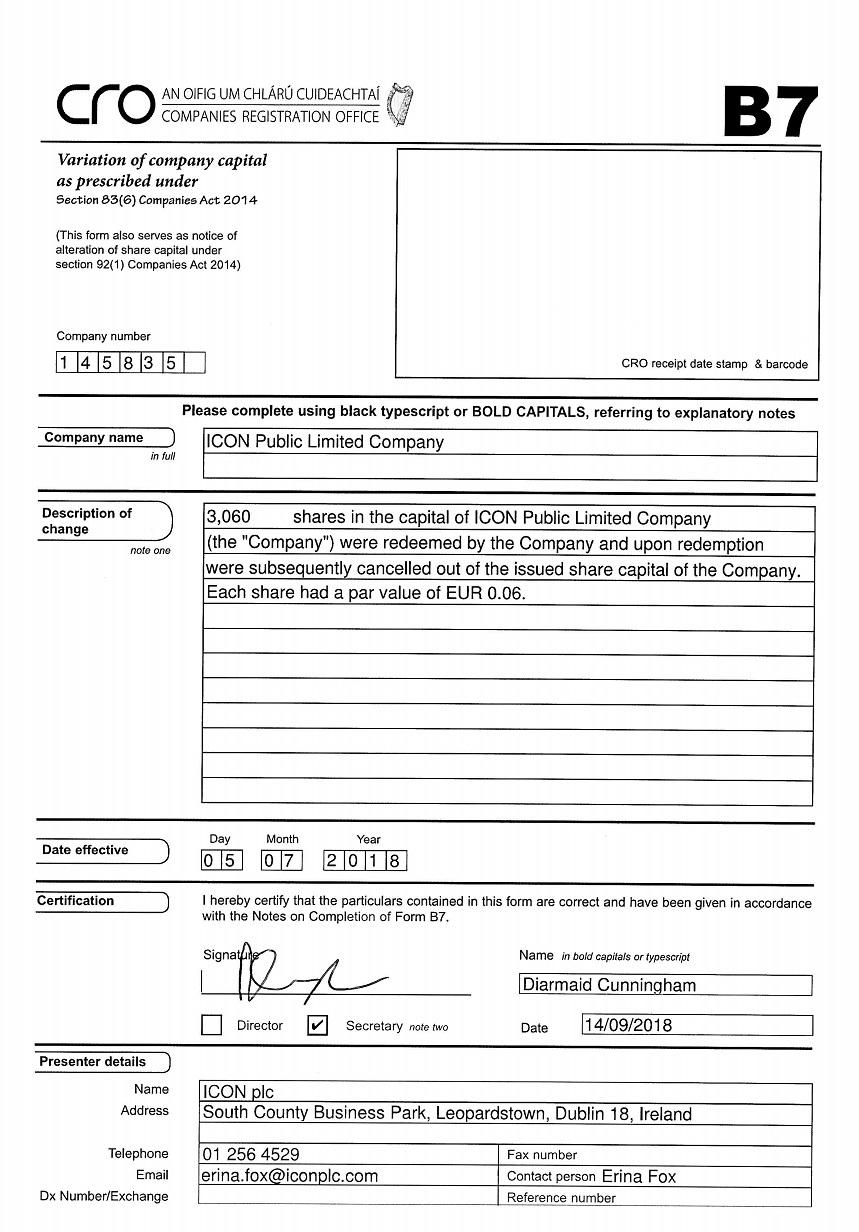 cro AN OIFIG UM CHLÁRÚ CUIDEACHTAÍ
COMPANIES REGISTRATION OFFICE
B7
Variation of company capital
as prescribed under
Section 83(6) Companies Act 2014
(This form also serves as notice of
alteration of share capital under
section 92(1) Companies Act 2014)
Company number
145835
CRO receipt date stamp & barcode
Please complete using black typescript or BOLD CAPITALS, referring to explanatory notes
Company name
in full
ICON Public Limited Company
Description of
change
note one
3,060 shares in the capital of ICON Public Limited Company
(the "Company") were redeemed by the Company and upon redemption
were subsequently cancelled out of the issued share capital of the Company.
Each share had a par value of EUR 0.06.
Date effective
Day Month Year
05 07 2018
Certification
I hereby certify that the particulars contained in this form are correct and have been given in accordance
with the Notes on Completion of Form B7.
Signature
Name in bold capitals or typescript
Diarmaid Cunningham
Director ✔ Secretary note two
Date 14/09/2018
Presenter details
Name ICON plc
Address South County Business Park, Leopardstown, Dublin 18, Ireland
Telephone 01 256 4529 Fax number
Email erina.fox@iconplc.com Contact person Erina Fox
Dx Number/Exchange Reference number